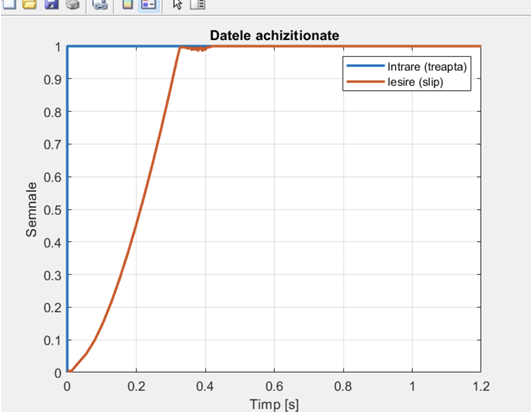 Datele achizitionate
Intrare (treapta)
Iesire (slip)
1
0.9
0.8
0.7
0.6
0.5
0.4
0.3
0.2
0.1
0
Semnale
0 0.2 0.4 0.6 0.8 1 1.2
Timp [s]